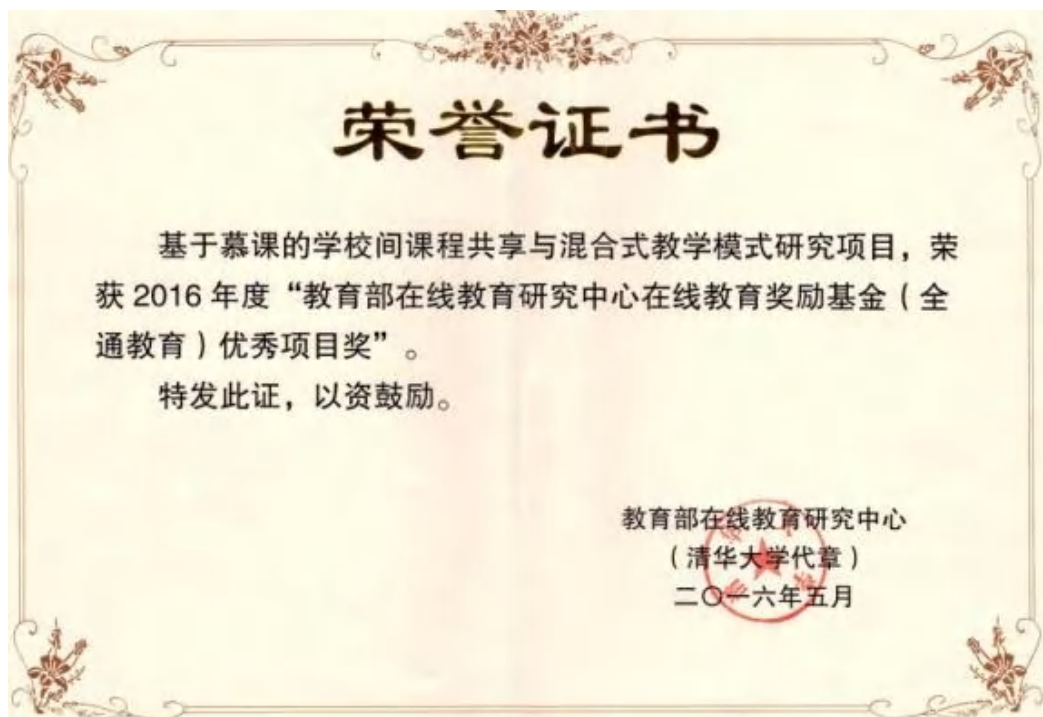 荣誉证书
基于慕课的学校间课程共享与混合式教学模式研究项目，荣
获 2016 年度“教育部在线教育研究中心在线教育奖励基金（全
通教育）优秀项目奖”。
特发此证，以资鼓励。
教育部在线教育研究中心
（清华大学代章）
二〇一六年五月
清华大学